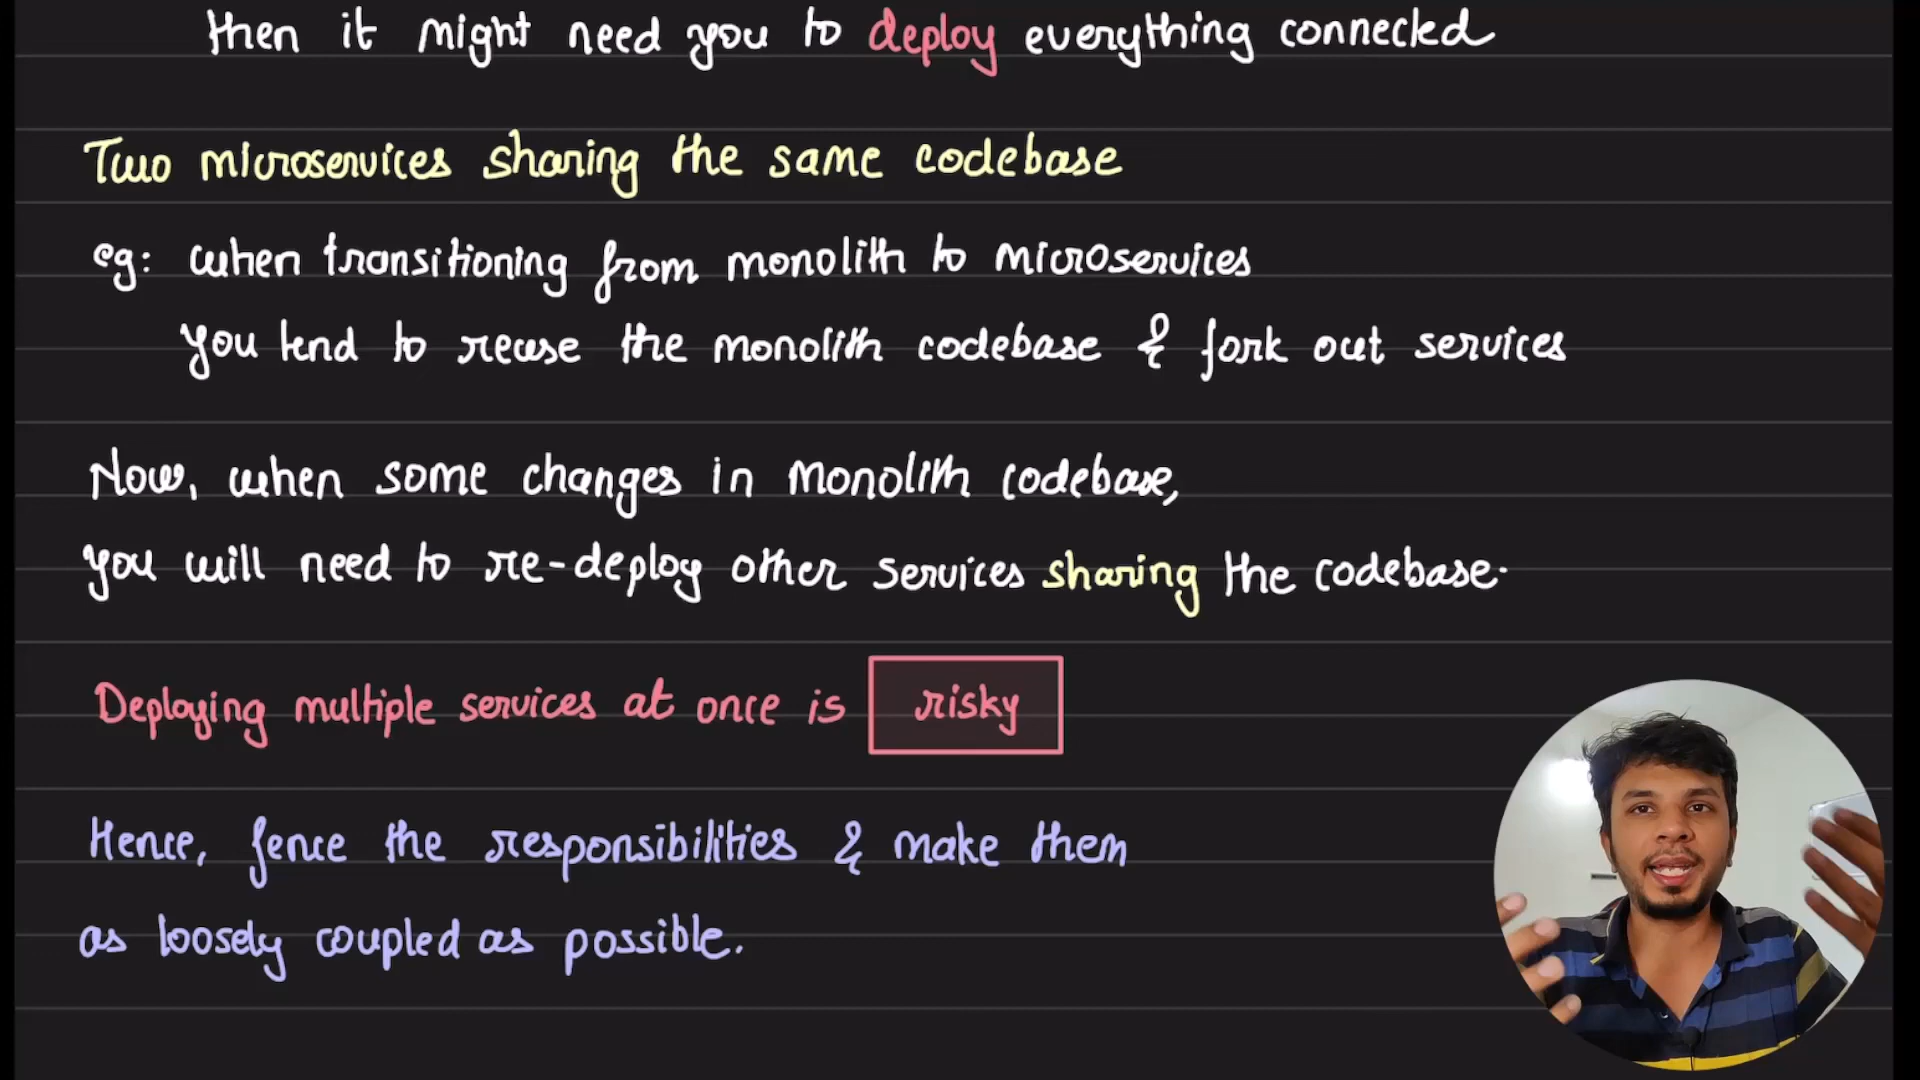 then it might need you to deploy everything connected
Two microservices sharing the same codebase
eg: when transitioning from monolith to microservices
you tend to reuse the monolith codebase & fork out services
Now, when some changes in monolith codebase,
you will need to re-deploy other services sharing the codebase.
Deploying multiple services at once is risky
Hence, fence the responsibilities & make them
as loosely coupled as possible.